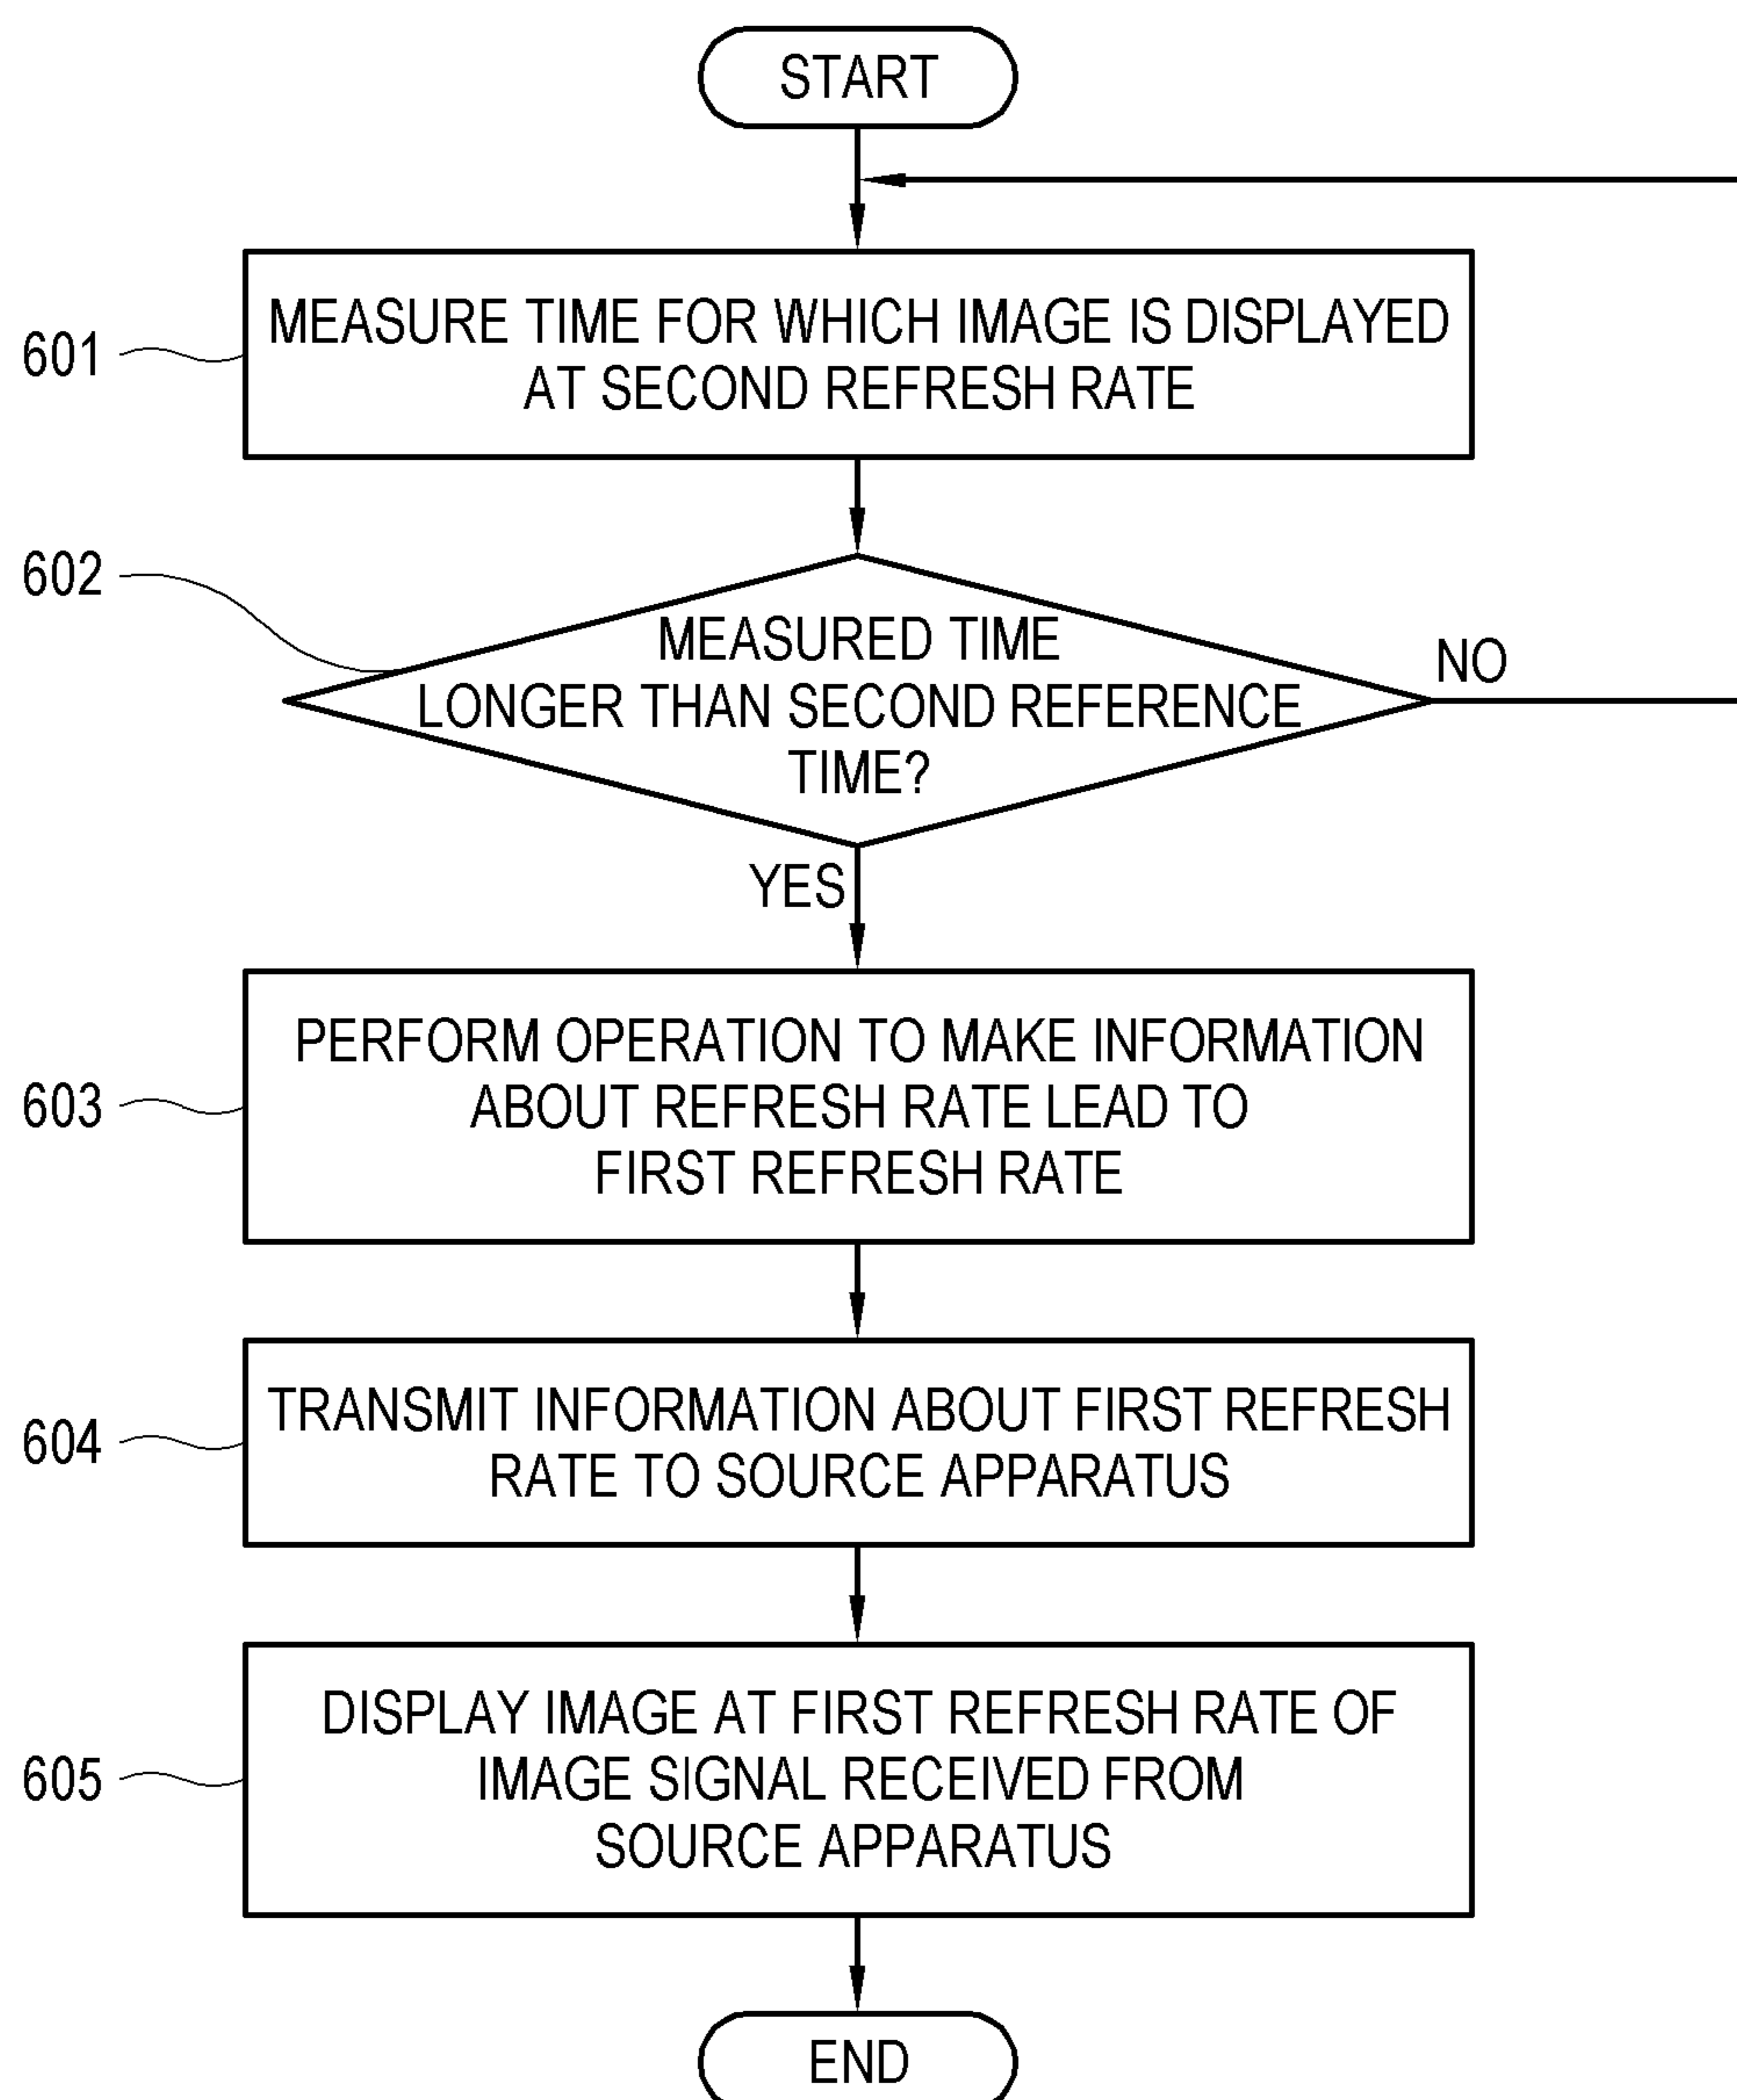 START
601
MEASURE TIME FOR WHICH IMAGE IS DISPLAYED
AT SECOND REFRESH RATE
602
MEASURED TIME
LONGER THAN SECOND REFERENCE
TIME?
NO
YES
603
PERFORM OPERATION TO MAKE INFORMATION
ABOUT REFRESH RATE LEAD TO
FIRST REFRESH RATE
604
TRANSMIT INFORMATION ABOUT FIRST REFRESH
RATE TO SOURCE APPARATUS
605
DISPLAY IMAGE AT FIRST REFRESH RATE OF
IMAGE SIGNAL RECEIVED FROM
SOURCE APPARATUS
END